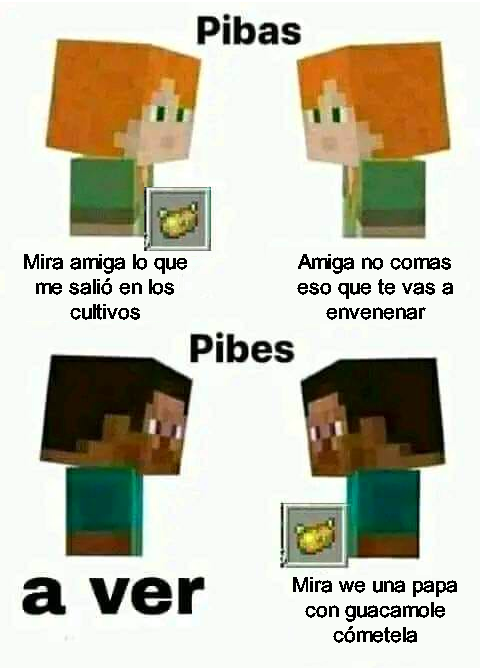 Pibas
Mira amiga lo que
me salió en los
cultivos
Amiga no comas
eso que te vas a
envenenar
Pibes
a ver
Mira we una papa
con guacamole
cómetela